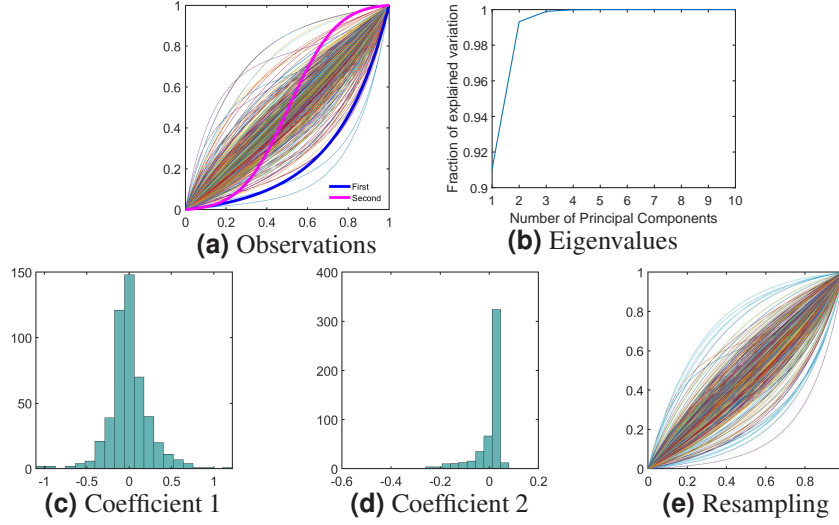 1
0.8
0.6
0.4
0.2
0
0 0.2 0.4 0.6 0.8 1
First
Second
(a) Observations
Fraction of explained variation
1
0.98
0.96
0.94
0.92
0.9
1 2 3 4 5 6 7 8 9 10
Number of Principal Components
(b) Eigenvalues
150
100
50
0
-1 -0.5 0 0.5 1
(c) Coefficient 1
400
300
200
100
0
-0.6 -0.4 -0.2 0 0.2
(d) Coefficient 2
1
0.8
0.6
0.4
0.2
0
0 0.2 0.4 0.6 0.8
(e) Resampling